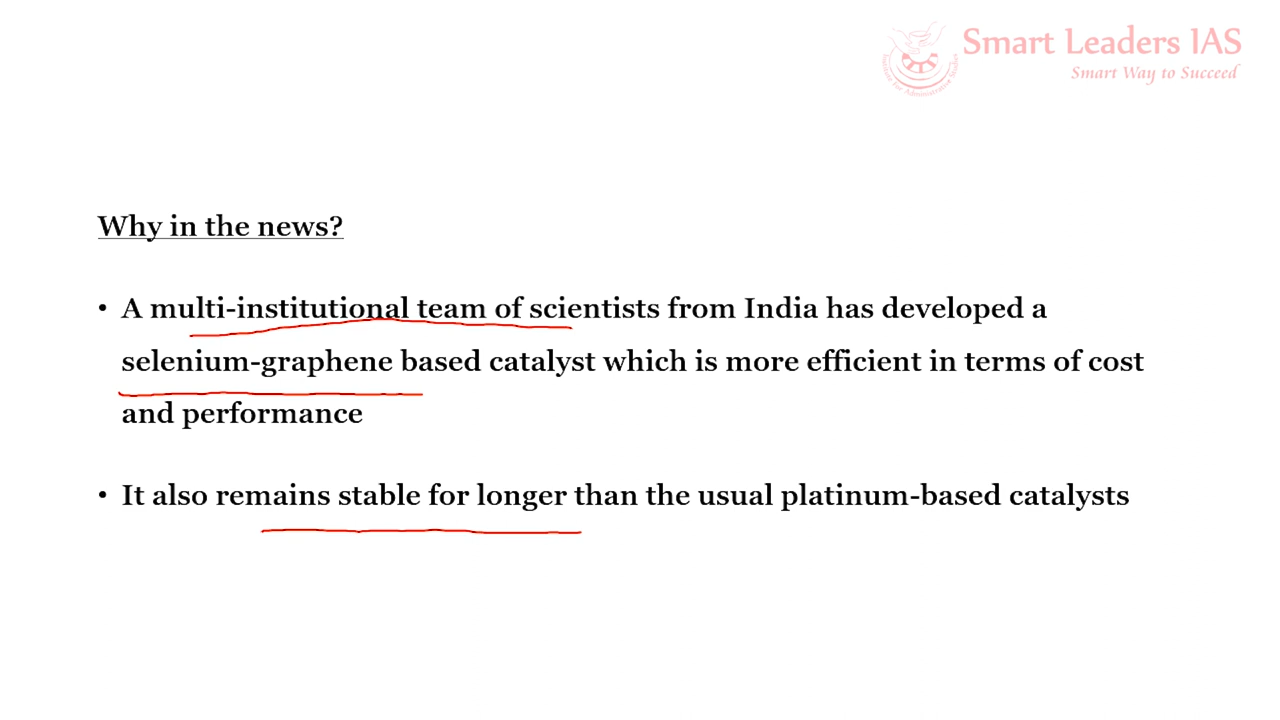 Smart Leaders IAS
Smart Way to Succeed
Why in the news?
• A multi-institutional team of scientists from India has developed a
selenium-graphene based catalyst which is more efficient in terms of cost
and performance
• It also remains stable for longer than the usual platinum-based catalysts